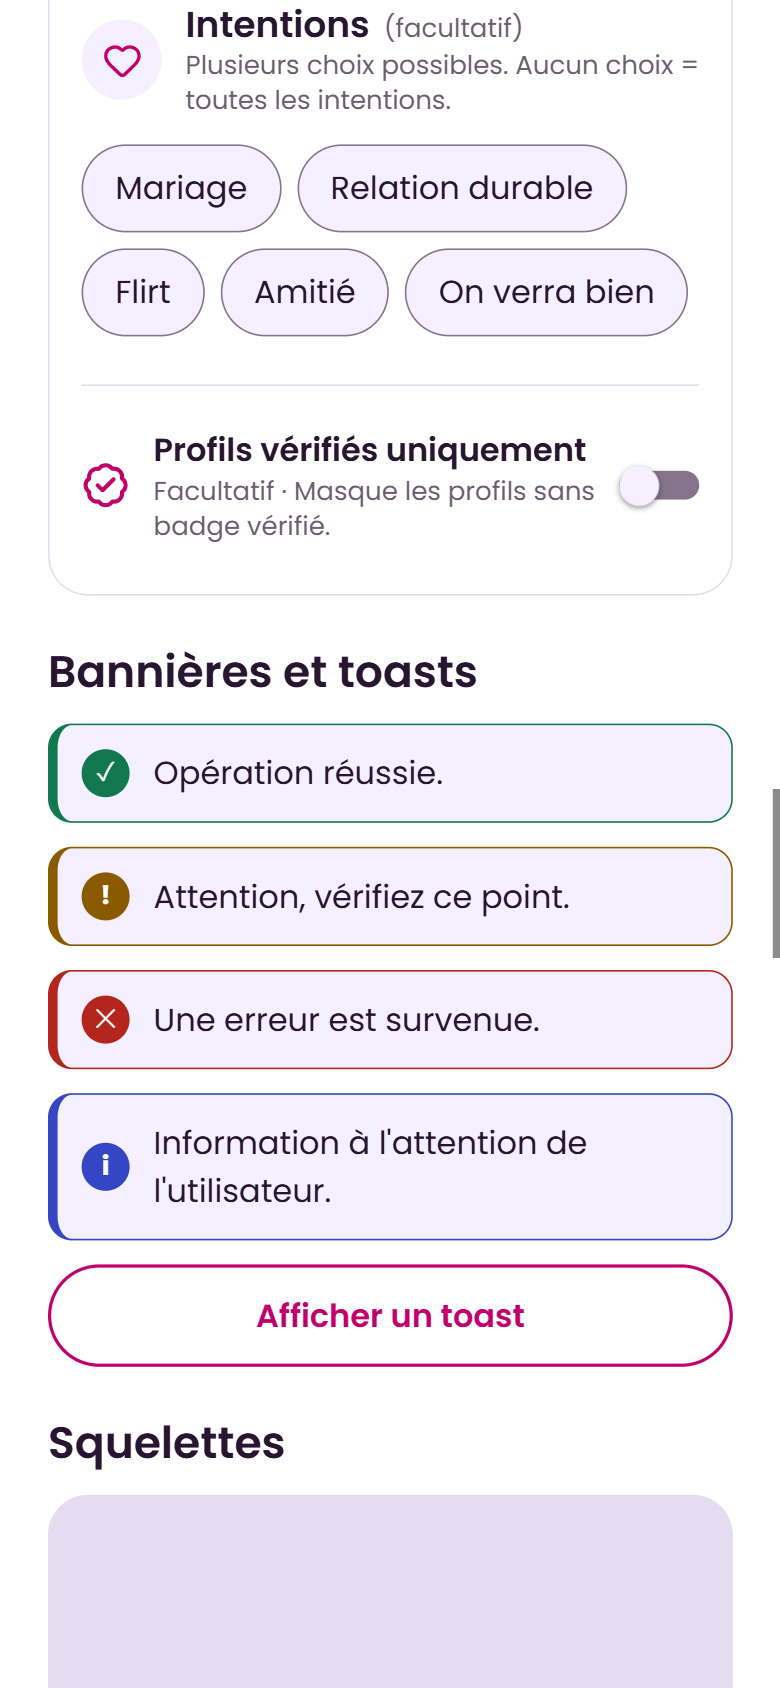 Intentions (facultatif)
Plusieurs choix possibles. Aucun choix =
toutes les intentions.
Mariage
Relation durable
Flirt
Amitié
On verra bien
Profils vérifiés uniquement
Facultatif · Masque les profils sans
badge vérifié.
Bannières et toasts
✓ Opération réussie.
! Attention, vérifiez ce point.
✕ Une erreur est survenue.
i Information à l'attention de
l'utilisateur.
Afficher un toast
Squelettes